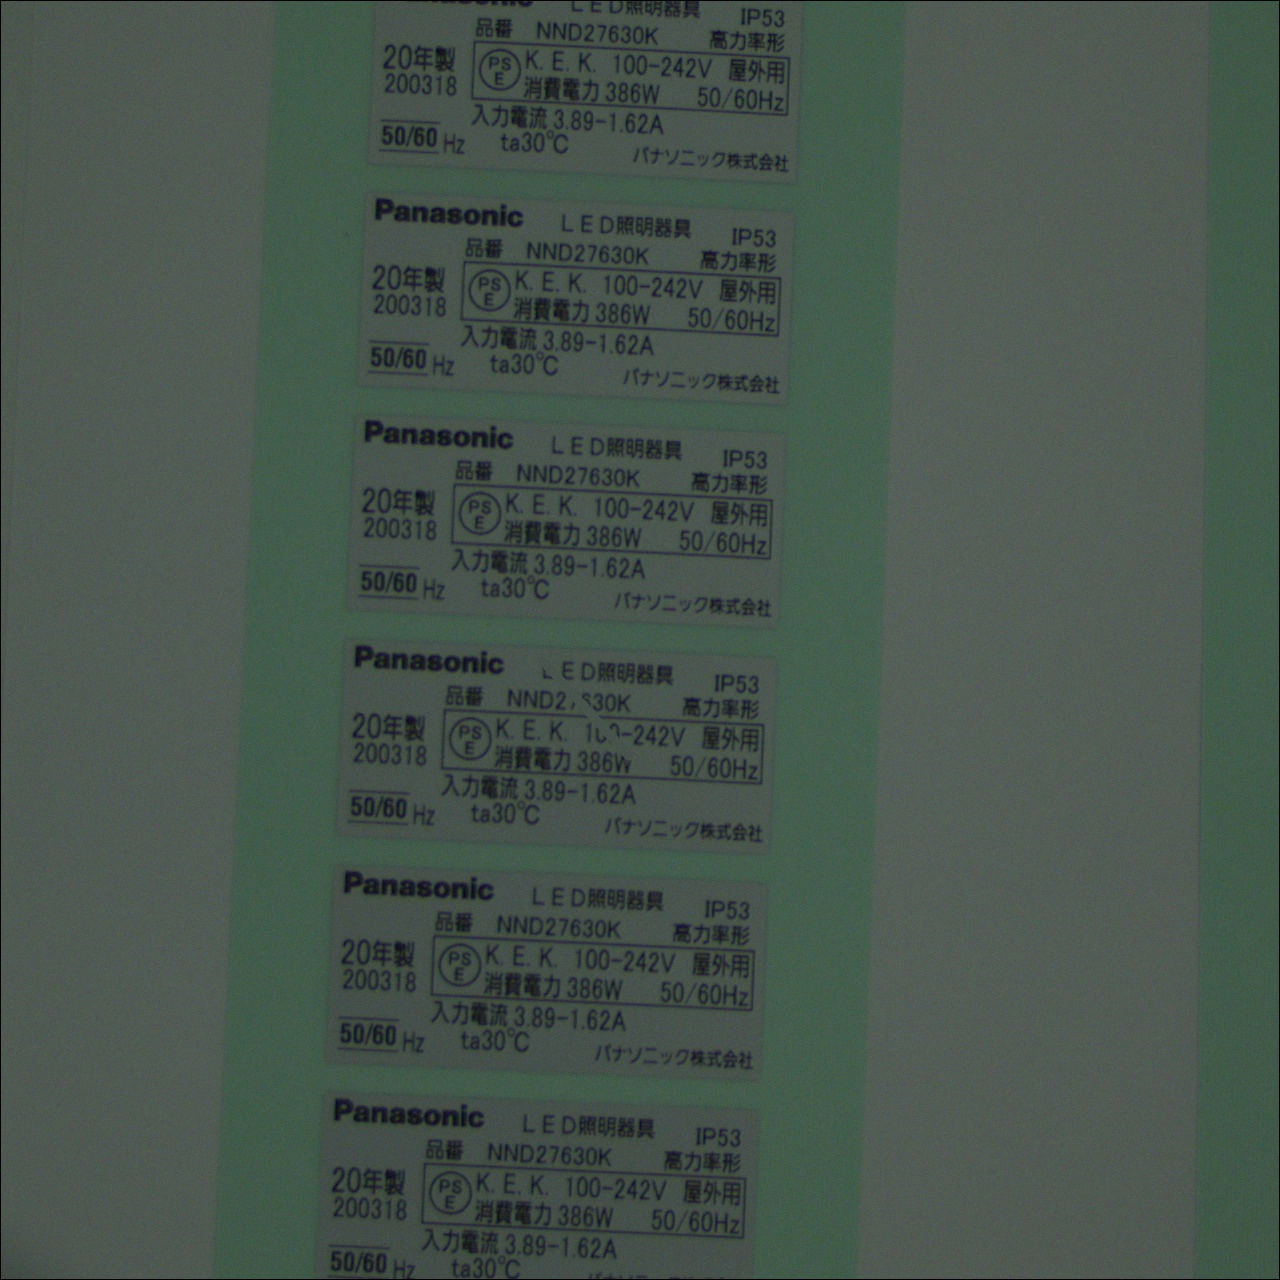 Panasonic LED照明器具 IP53
品番 NND27630K 高力率形
20年製 PSE K.E.K. 100-242V 屋外用
200318 消費電力 386W 50/60Hz
入力電流 3.89-1.62A
50/60 Hz ta30℃
パナソニック株式会社
Panasonic LED照明器具 IP53
品番 NND27630K 高力率形
20年製 PSE K.E.K. 100-242V 屋外用
200318 消費電力 386W 50/60Hz
入力電流 3.89-1.62A
50/60 Hz ta30℃
パナソニック株式会社
Panasonic LED照明器具 IP53
品番 NND27630K 高力率形
20年製 PSE K.E.K. 100-242V 屋外用
200318 消費電力 386W 50/60Hz
入力電流 3.89-1.62A
50/60 Hz ta30℃
パナソニック株式会社
Panasonic ED照明器具 IP53
品番 高力率形
20年製 PSE K.E.K. 屋外用
200318 消費電力 386W 50/60Hz
入力電流 3.89-1.62A
50/60 Hz ta30℃
パナソニック株式会社
Panasonic LED照明器具 IP53
品番 NND27630K 高力率形
20年製 PSE K.E.K. 100-242V 屋外用
200318 消費電力 386W 50/60Hz
入力電流 3.89-1.62A
50/60 Hz ta30℃
パナソニック株式会社
Panasonic LED照明器具 IP53
品番 NND27630K 高力率形
20年製 PSE K.E.K. 100-242V 屋外用
200318 消費電力 386W 50/60Hz
入力電流 3.89-1.62A
50/60 Hz ta30℃